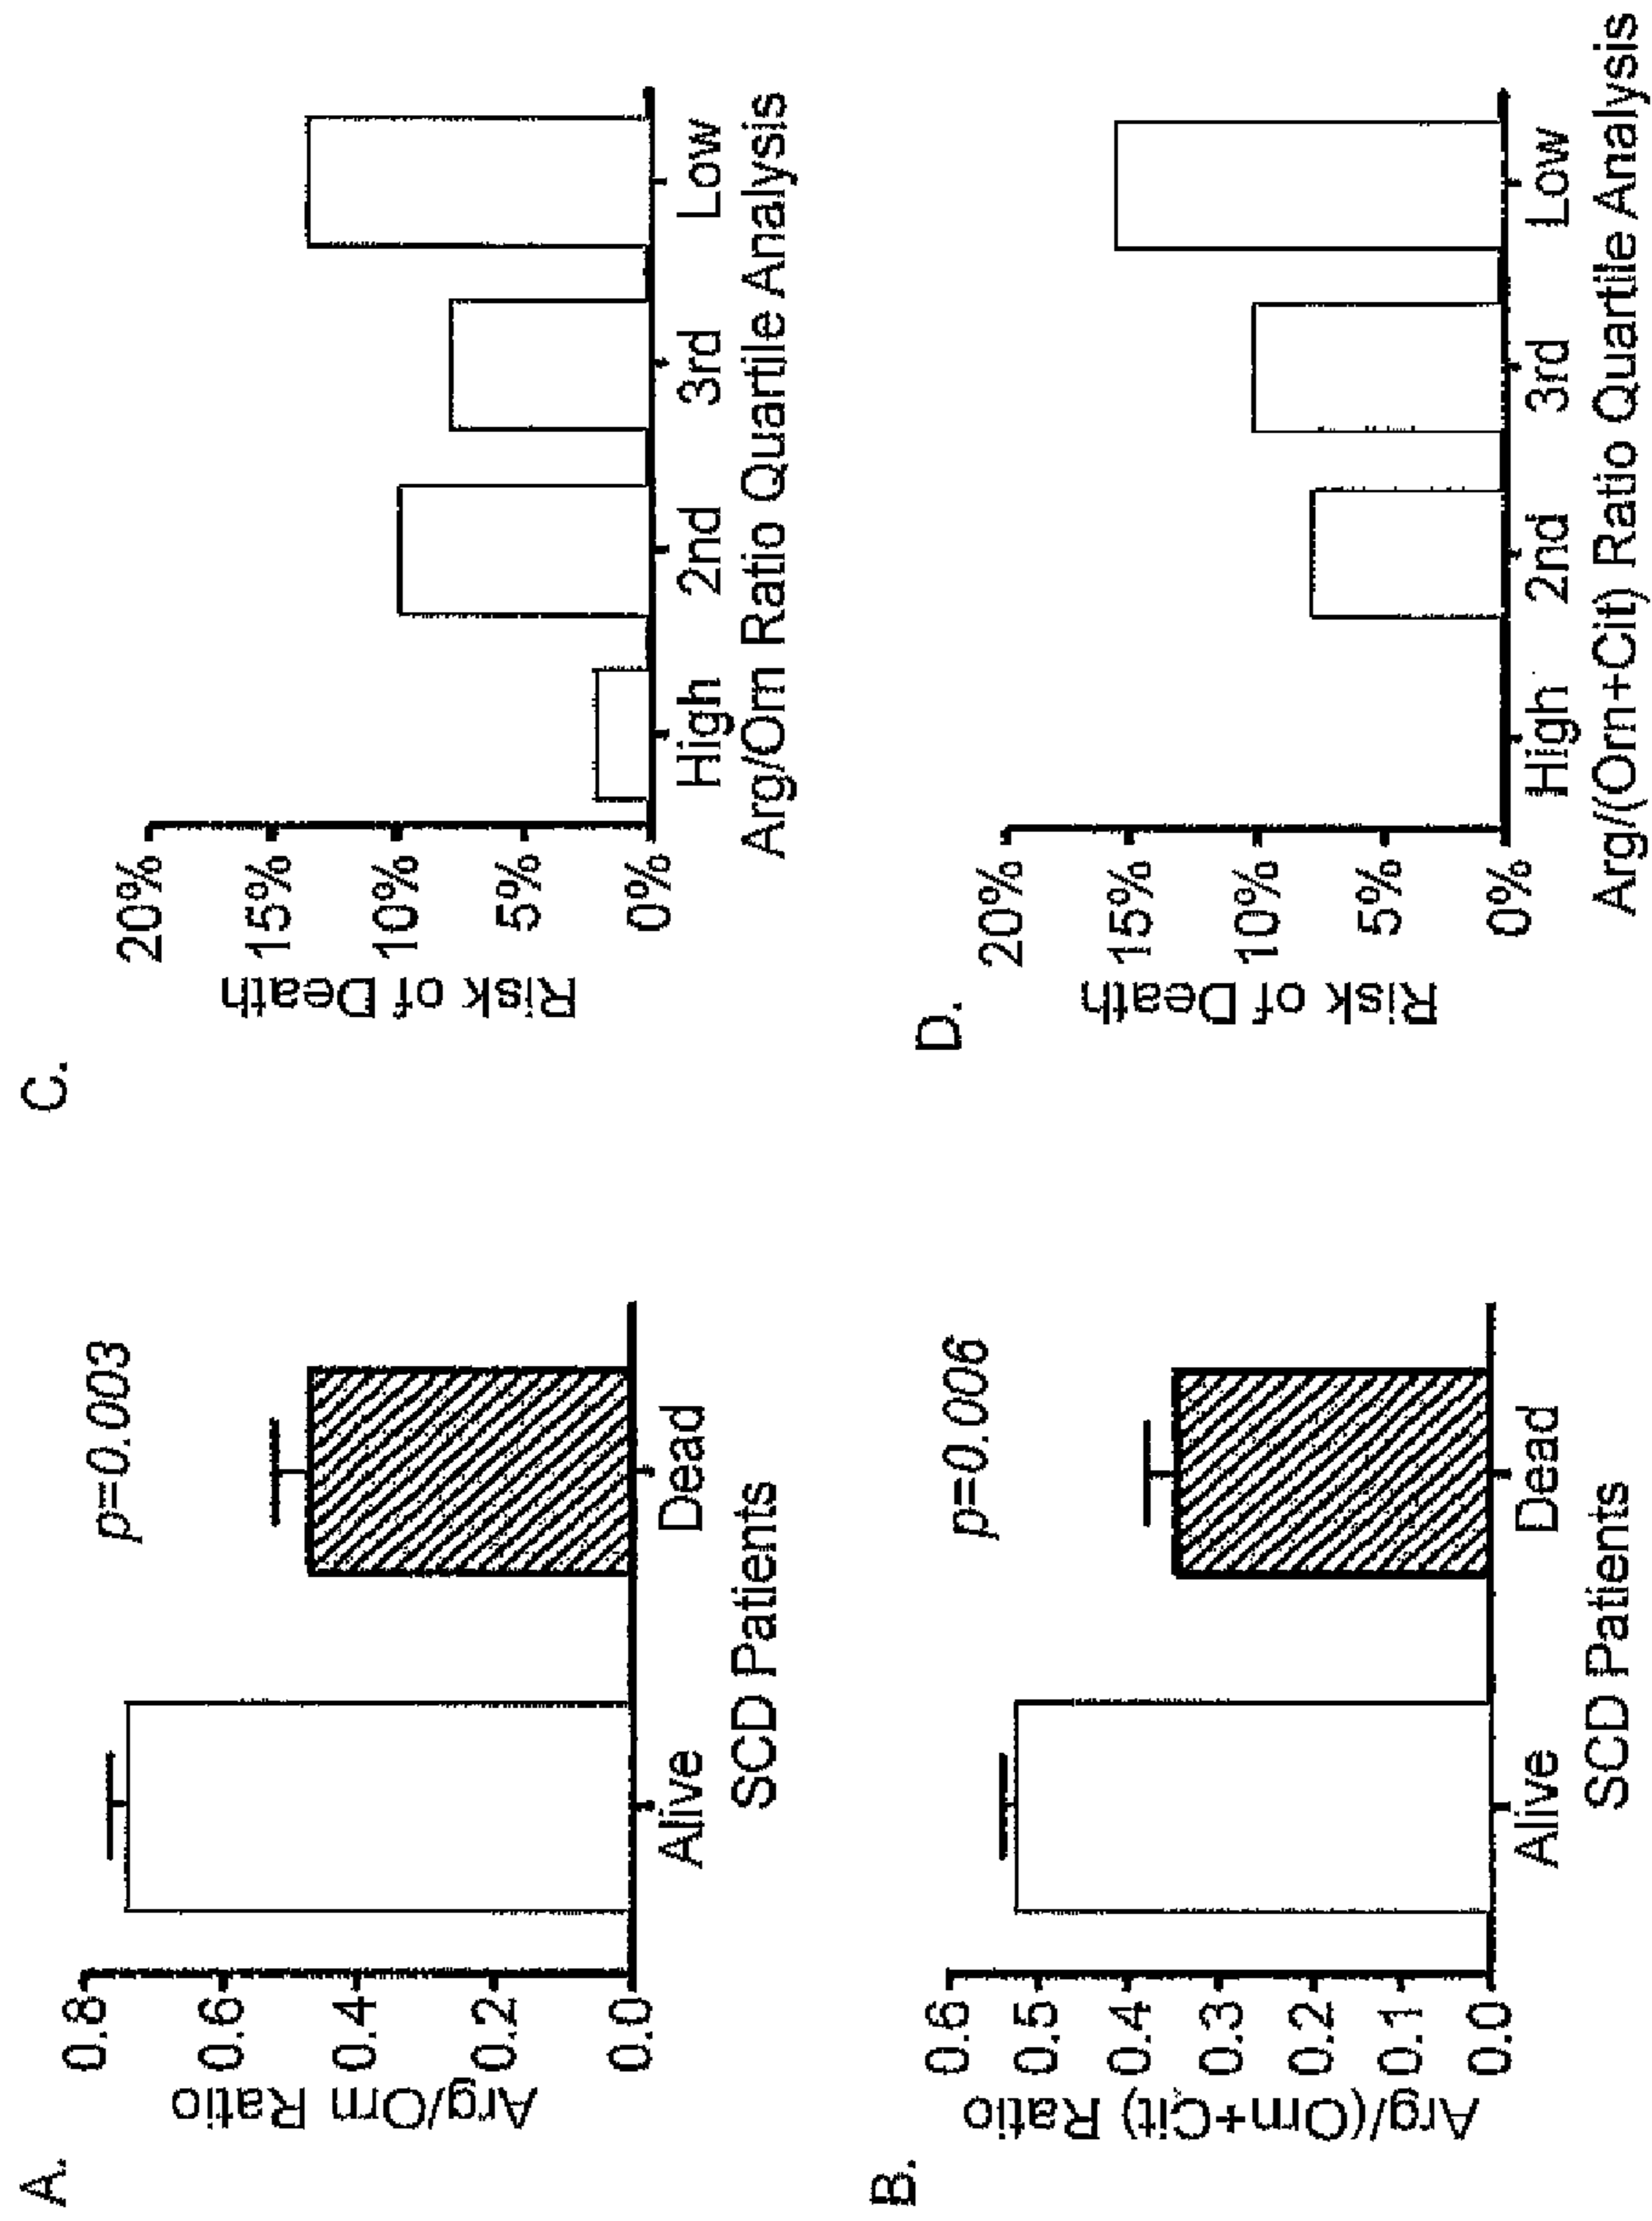 A.
Arg/Orn Ratio
0.8
0.6
0.4
0.2
0.0
p=0.003
Alive Dead
SCD Patients
B.
Arg/(Orn+Cit) Ratio
0.6
0.5
0.4
0.3
0.2
0.1
0.0
p=0.006
Alive Dead
SCD Patients
C.
Risk of Death
20%
15%
10%
5%
0%
High 2nd 3rd Low
Arg/Orn Ratio Quartile Analysis
D.
Risk of Death
20%
15%
10%
5%
0%
High 2nd 3rd Low
Arg/(Orn+Cit) Ratio Quartile Analysis